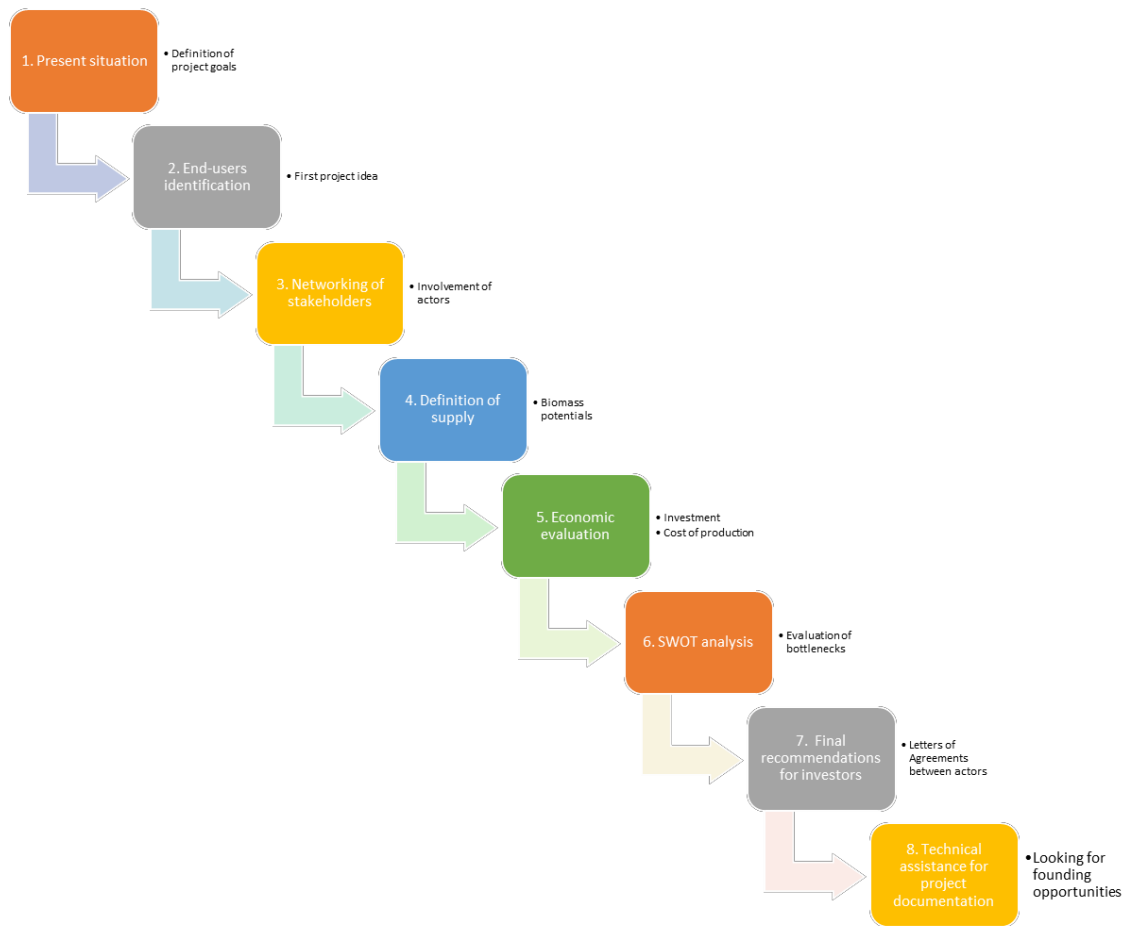 1. Present situation
• Definition of
project goals
2. End-users
identification
• First project idea
3. Networking of
stakeholders
• Involvement of
actors
4. Definition of
supply
• Biomass
potentials
5. Economic
evaluation
• Investment
• Cost of production
6. SWOT analysis
• Evaluation of
bottlenecks
7. Final
recommendations
for investors
• Letters of
Agreements
between actors
8. Technical
assistance for
project
documentation
• Looking for
founding
opportunities